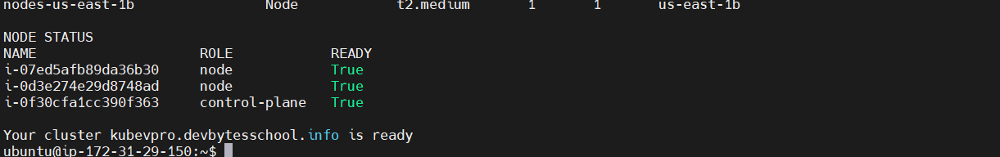 nodes-us-east-1b Node t2.medium 1 1 us-east-1b
NODE STATUS
NAME ROLE READY
i-07ed5afb89da36b30 node True
i-0d3e274e29d8748ad node True
i-0f30cfa1cc390f363 control-plane True
Your cluster kubevpro.devbytesschool.info is ready
ubuntu@ip-172-31-29-150:~$